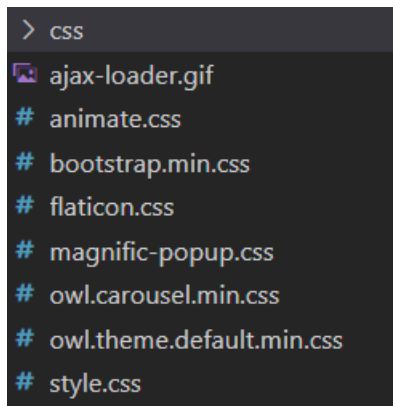 css
ajax-loader.gif
# animate.css
# bootstrap.min.css
# flaticon.css
# magnific-popup.css
# owl.carousel.min.css
# owl.theme.default.min.css
# style.css